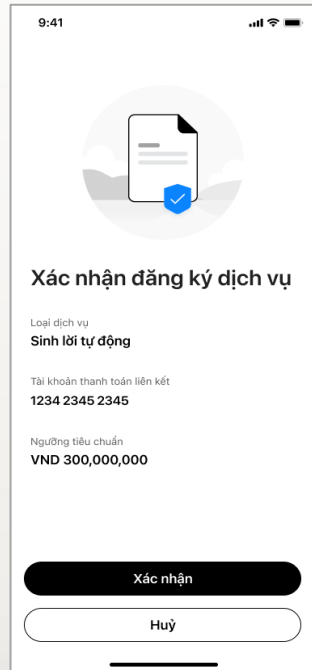 9:41
Xác nhận đăng ký dịch vụ
Loại dịch vụ
Sinh lời tự động
Tài khoản thanh toán liên kết
1234 2345 2345
Ngưỡng tiêu chuẩn
VND 300,000,000
Xác nhận
Huỷ